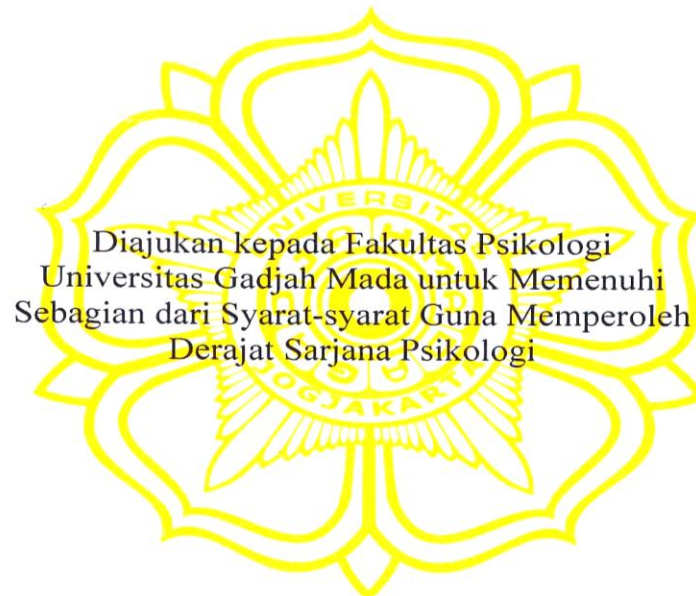 Diajukan kepada Fakultas Psikologi
Universitas Gadjah Mada untuk Memenuhi
Sebagian dari Syarat-syarat Guna Memperoleh
Derajat Sarjana Psikologi